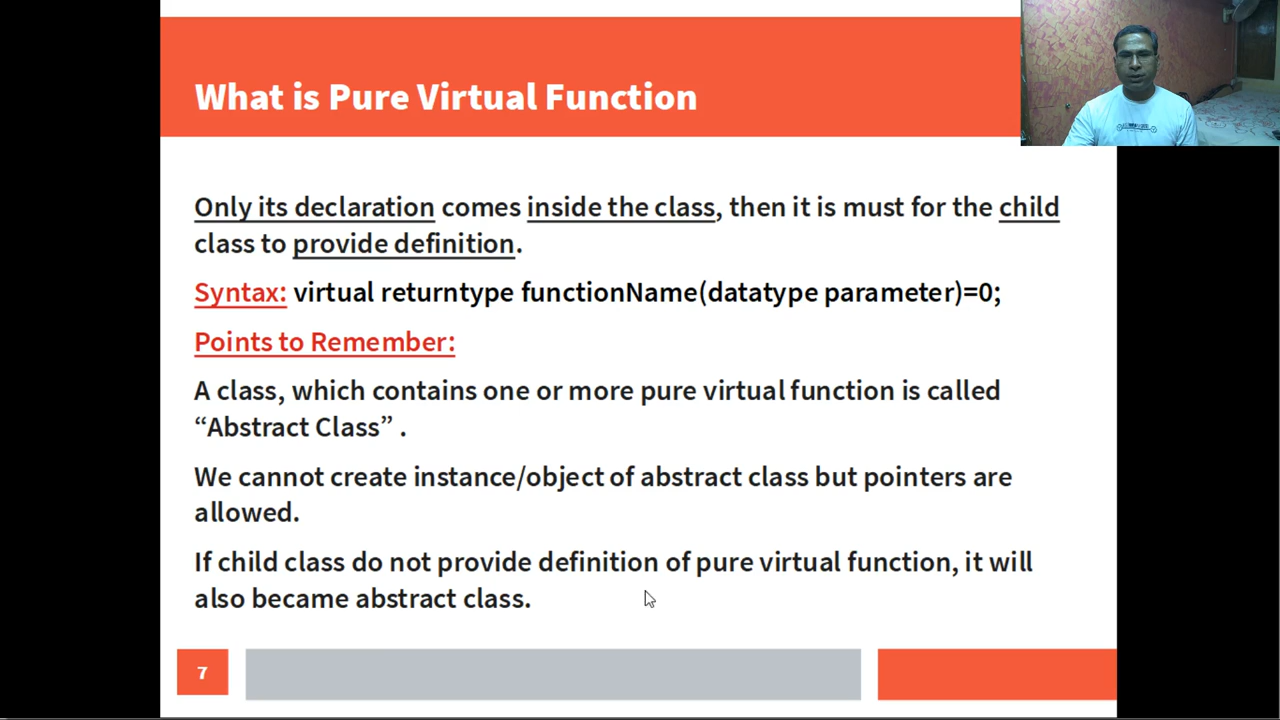 What is Pure Virtual Function
Only its declaration comes inside the class, then it is must for the child
class to provide definition.
Syntax: virtual returntype functionName(datatype parameter)=0;
Points to Remember:
A class, which contains one or more pure virtual function is called
“Abstract Class” .
We cannot create instance/object of abstract class but pointers are
allowed.
If child class do not provide definition of pure virtual function, it will
also became abstract class.
7